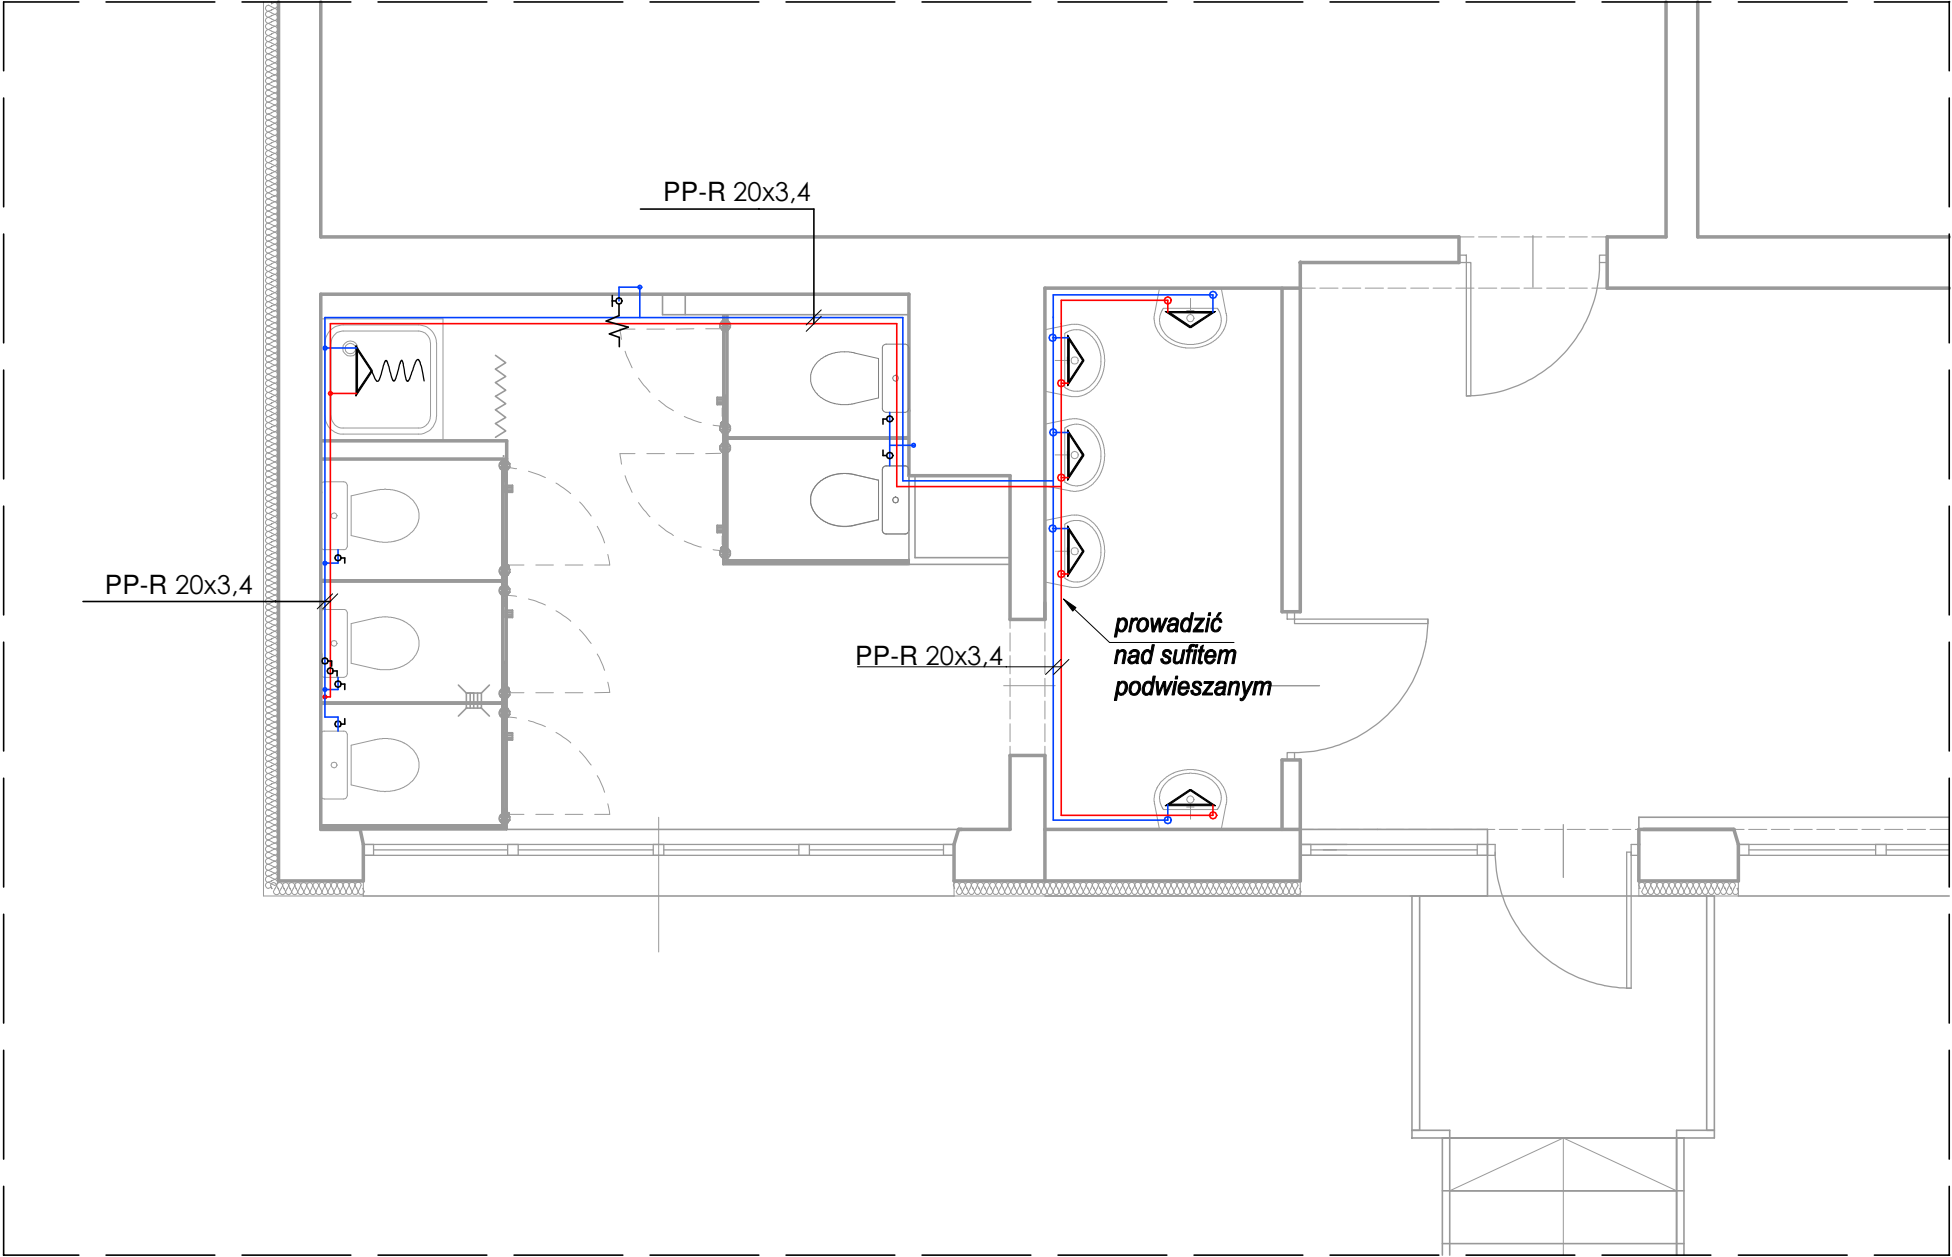 PP-R 20x3,4
PP-R 20x3,4
prowadzić
nad sufitem
podwieszanym
PP-R 20x3,4